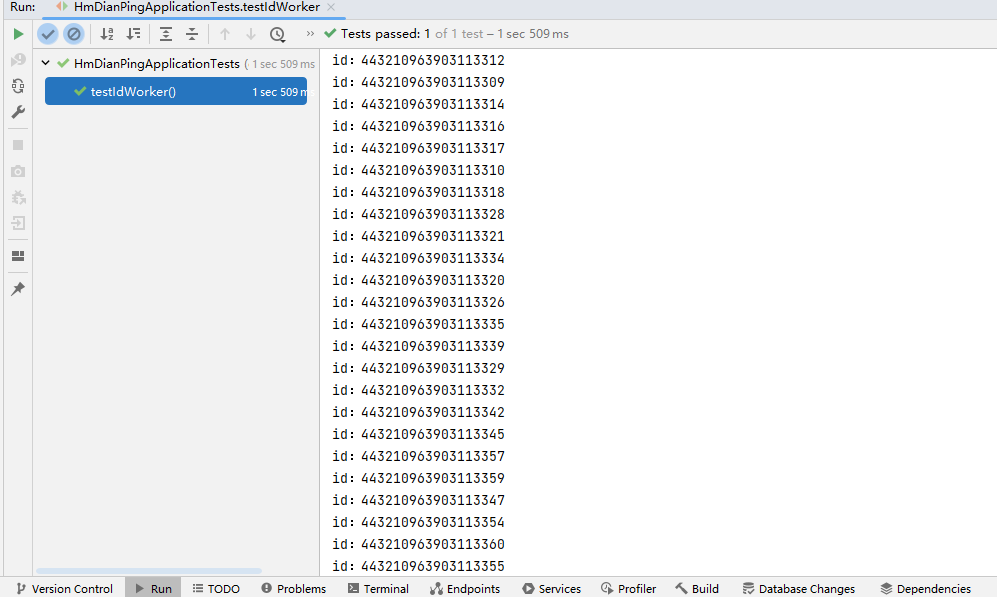 Run: HmDianPingApplicationTests.testIdWorker
Tests passed: 1 of 1 test – 1 sec 509 ms
HmDianPingApplicationTests ( 1 sec 509 ms
testIdWorker() 1 sec 509 ms
id：443210963903113312
id：443210963903113309
id：443210963903113314
id：443210963903113316
id：443210963903113317
id：443210963903113310
id：443210963903113318
id：443210963903113328
id：443210963903113321
id：443210963903113334
id：443210963903113320
id：443210963903113326
id：443210963903113335
id：443210963903113339
id：443210963903113329
id：443210963903113332
id：443210963903113342
id：443210963903113345
id：443210963903113357
id：443210963903113359
id：443210963903113347
id：443210963903113354
id：443210963903113360
id：443210963903113355
Version Control Run TODO Problems Terminal Endpoints Services Profiler Build Database Changes Dependencies